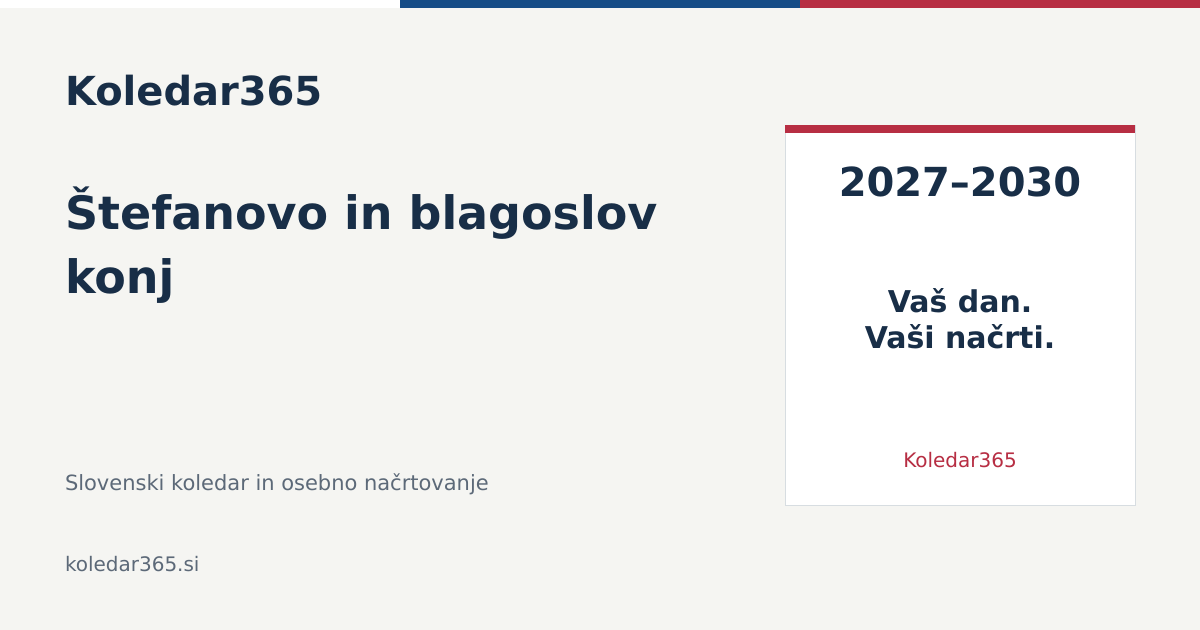 Koledar365
Štefanovo in blagoslov
konj
Slovenski koledar in osebno načrtovanje
koledar365.si
2027–2030
Vaš dan.
Vaši načrti.
Koledar365